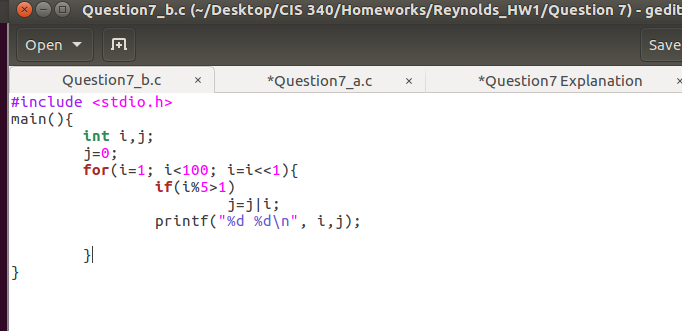 Question7_b.c (~/Desktop/CIS 340/Homeworks/Reynolds_HW1/Question 7) - gedit
Open Save
Question7_b.c × *Question7_a.c × *Question7 Explanation ×
#include <stdio.h>
main(){
        int i,j;
        j=0;
        for(i=1; i<100; i=i<<1){
                if(i%5>1)
                        j=j|i;
                printf("%d %d\n", i,j);

        }
}